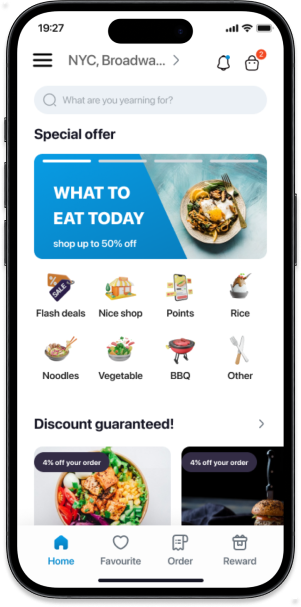 19:27
NYC, Broadwa...
2
What are you yearning for?
Special offer
WHAT TO
EAT TODAY
shop up to 50% off
SALE
Flash deals
Nice shop
Points
Rice
Noodles
Vegetable
BBQ
Other
Discount guaranteed!
4% off your order
4% off your order
Home
Favourite
Order
Reward